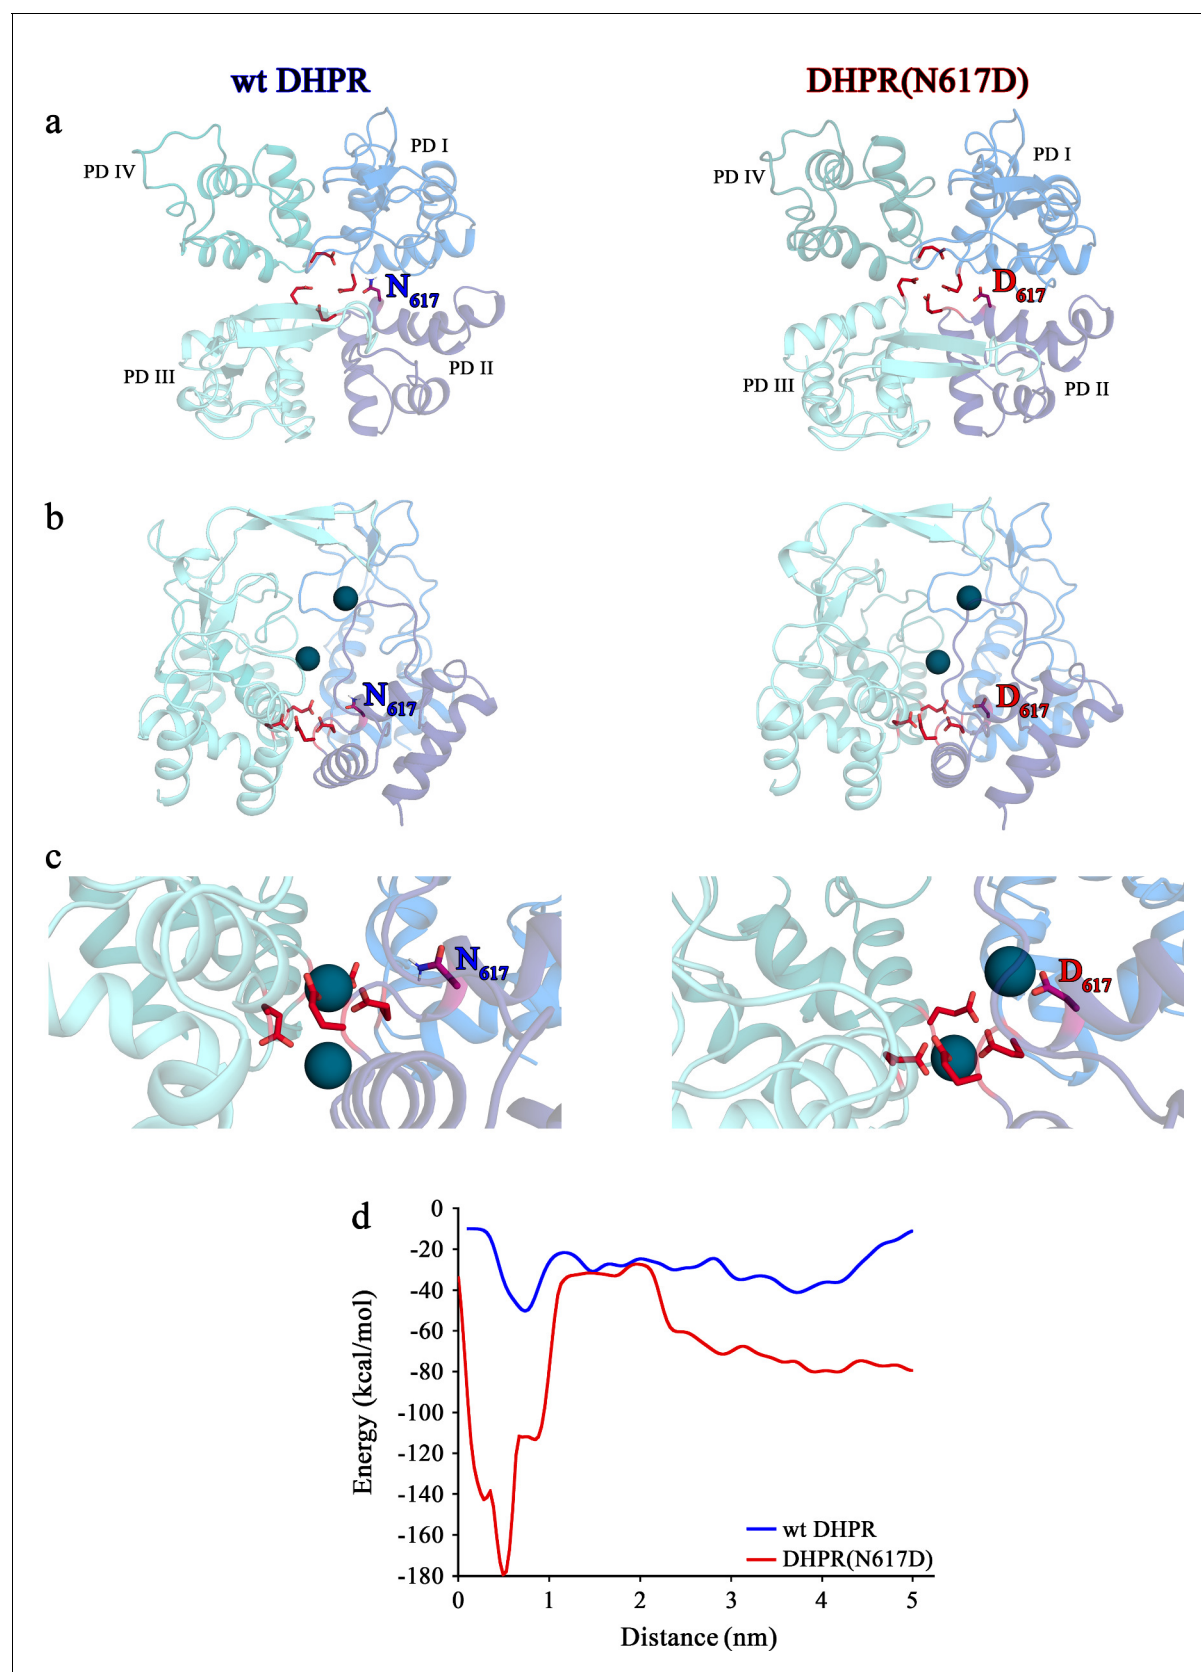 wt DHPR
DHPR(N617D)
a
PD IV
PD I
N617
PD III
PD II
PD IV
PD I
D617
PD III
PD II
b
N617
D617
c
N617
D617
d
Energy (kcal/mol)
0
-20
-40
-60
-80
-100
-120
-140
-160
-180
wt DHPR
DHPR(N617D)
0 1 2 3 4 5
Distance (nm)